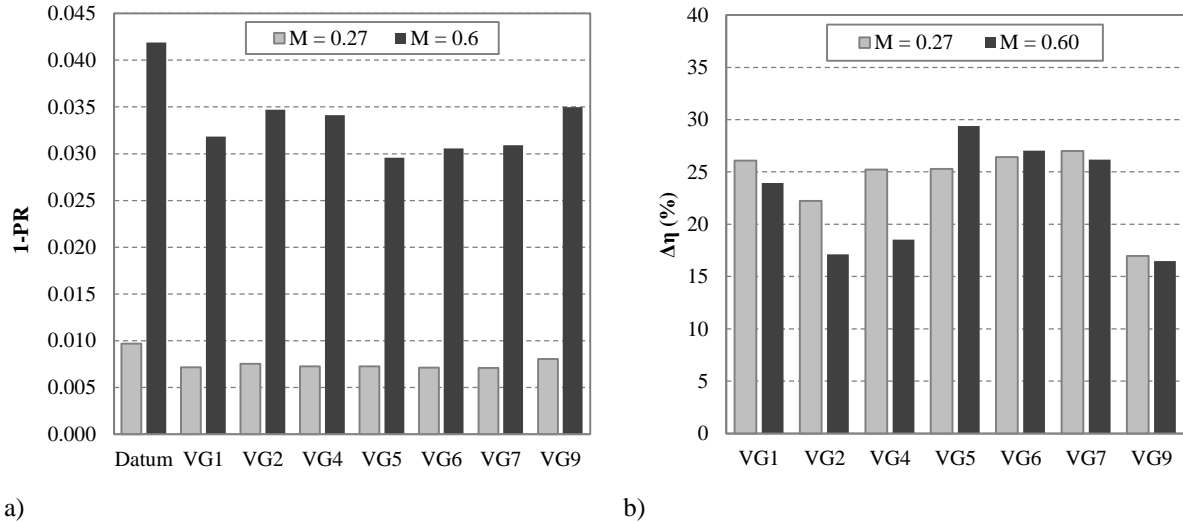 0.045
0.040
0.035
0.030
0.025
0.020
0.015
0.010
0.005
0.000
1-PR
M = 0.27 M = 0.6
Datum VG1 VG2 VG4 VG5 VG6 VG7 VG9
a)
40
35
30
25
20
15
10
5
0
Δη (%)
M = 0.27 M = 0.60
VG1 VG2 VG4 VG5 VG6 VG7 VG9
b)